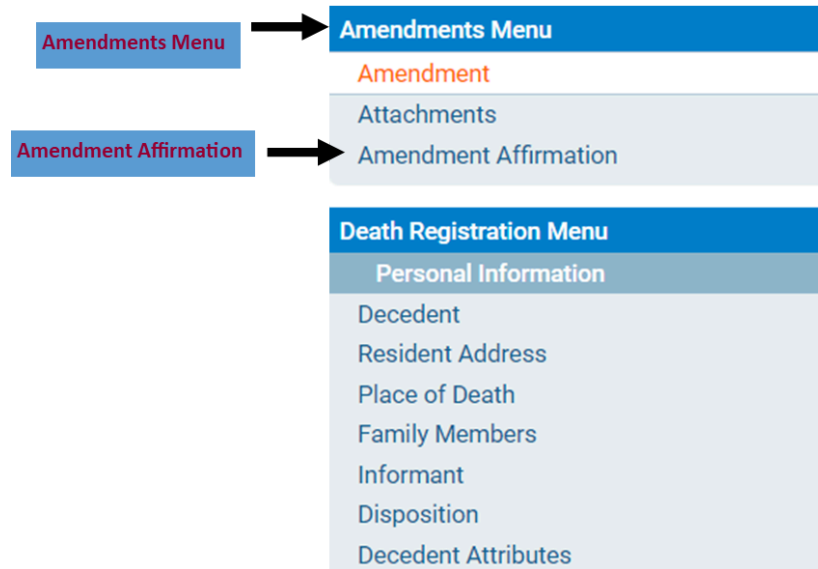 Amendments Menu
Amendments Menu
Amendment
Attachments
Amendment Affirmation
Amendment Affirmation
Death Registration Menu
Personal Information
Decedent
Resident Address
Place of Death
Family Members
Informant
Disposition
Decedent Attributes